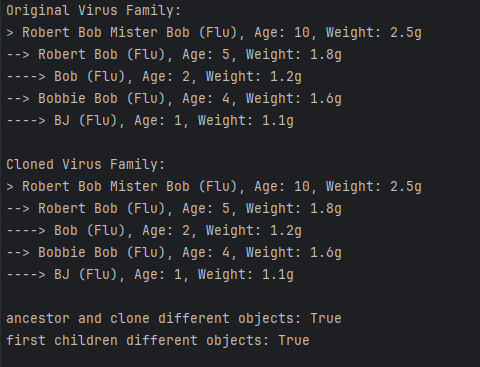 Original Virus Family:
> Robert Bob Mister Bob (Flu), Age: 10, Weight: 2.5g
--> Robert Bob (Flu), Age: 5, Weight: 1.8g
----> Bob (Flu), Age: 2, Weight: 1.2g
--> Bobbie Bob (Flu), Age: 4, Weight: 1.6g
----> BJ (Flu), Age: 1, Weight: 1.1g

Cloned Virus Family:
> Robert Bob Mister Bob (Flu), Age: 10, Weight: 2.5g
--> Robert Bob (Flu), Age: 5, Weight: 1.8g
----> Bob (Flu), Age: 2, Weight: 1.2g
--> Bobbie Bob (Flu), Age: 4, Weight: 1.6g
----> BJ (Flu), Age: 1, Weight: 1.1g

ancestor and clone different objects: True
first children different objects: True